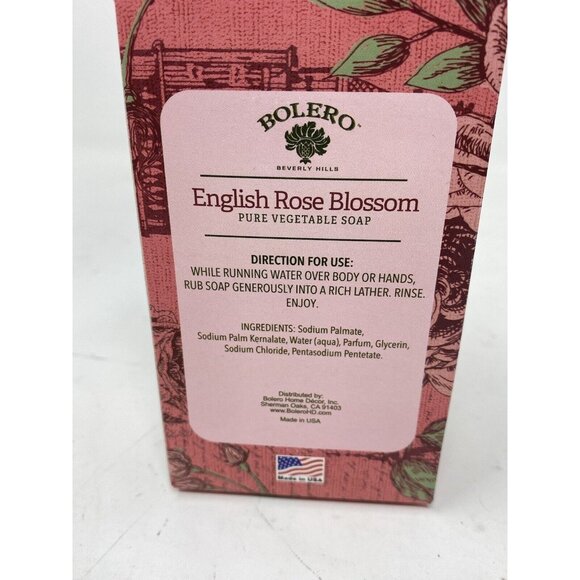 BOLERO™
BEVERLY HILLS
English Rose Blossom
PURE VEGETABLE SOAP
DIRECTION FOR USE:
WHILE RUNNING WATER OVER BODY OR HANDS,
RUB SOAP GENEROUSLY INTO A RICH LATHER. RINSE.
ENJOY.
INGREDIENTS: Sodium Palmate,
Sodium Palm Kernalate, Water (aqua), Parfum, Glycerin,
Sodium Chloride, Pentasodium Pentetate.
Distributed by:
Bolero Home Décor, Inc.
Sherman Oaks, CA 91403
www.BoleroHD.com
Made in USA
Made in USA